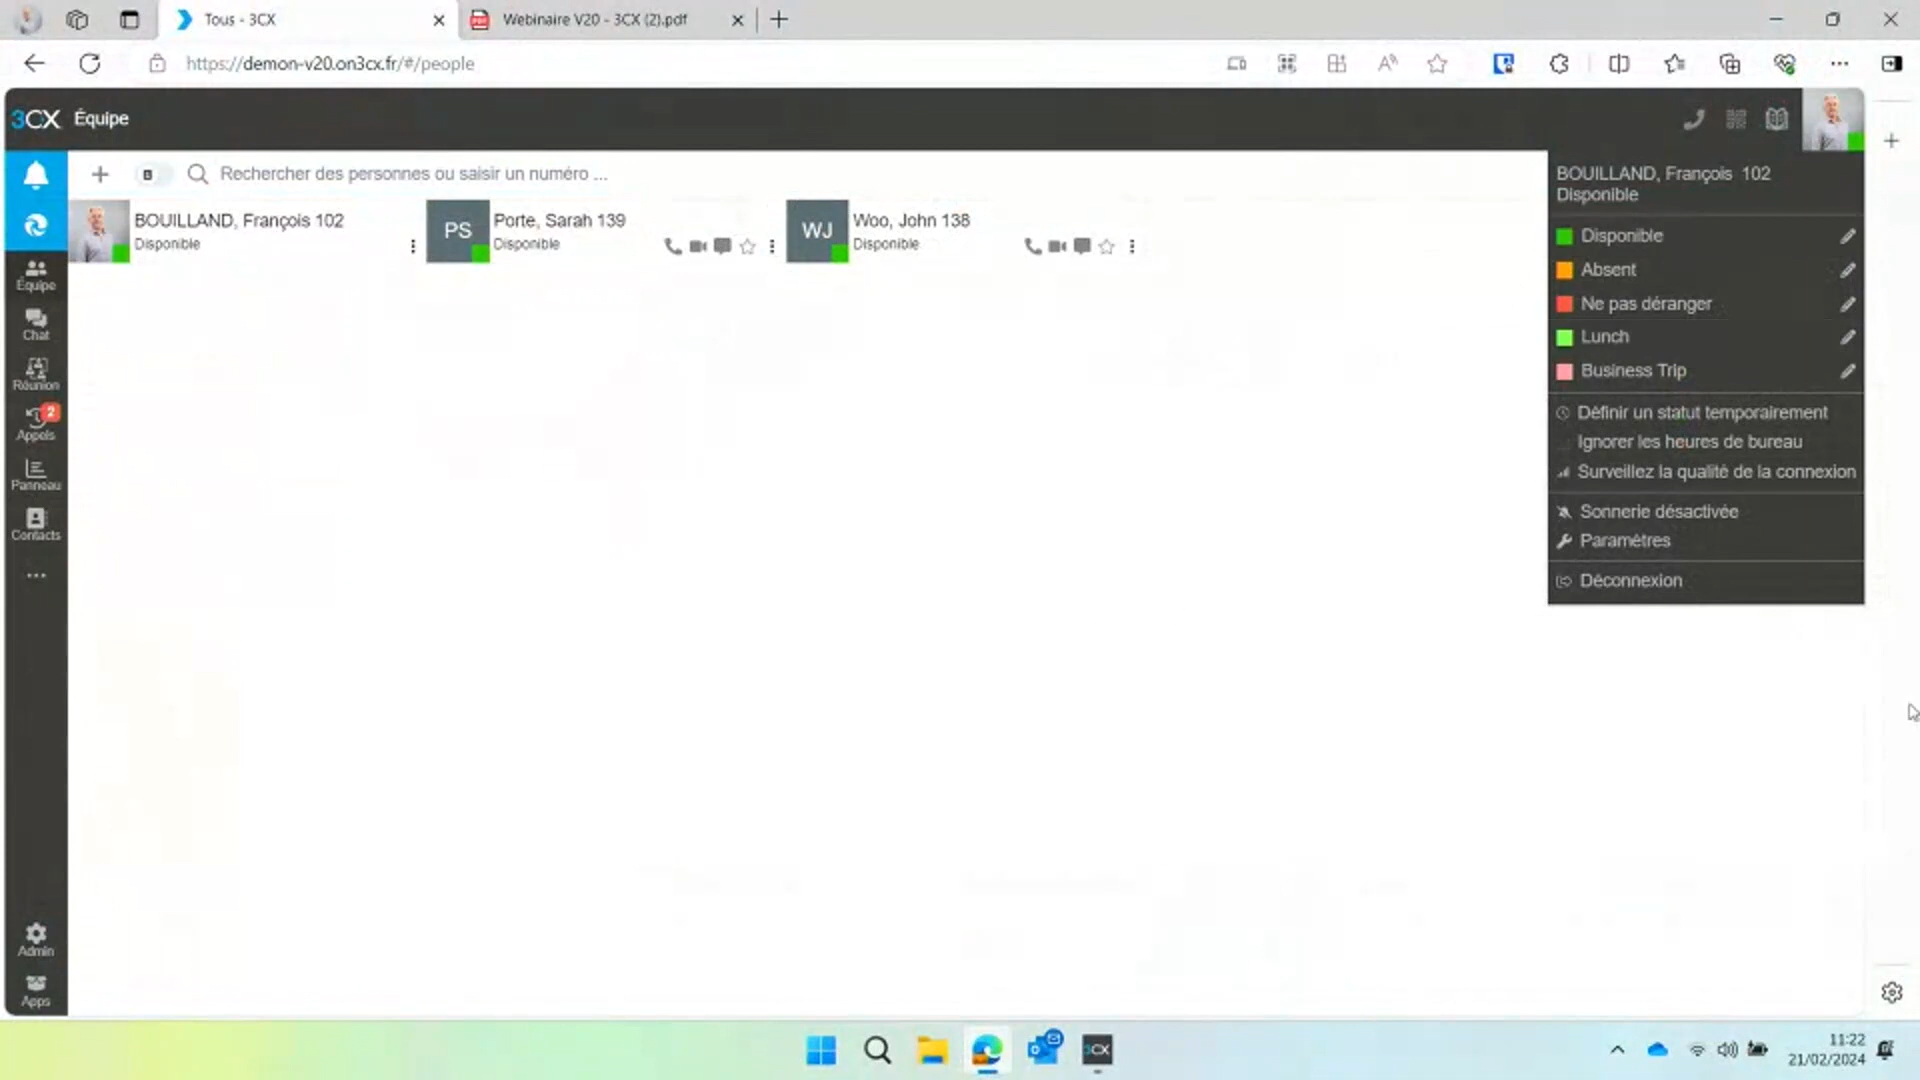 Tous - 3CX
Webinaire V20 - 3CX (2).pdf
https://demon-v20.on3cx.fr/#/people
3CX Équipe
B
Rechercher des personnes ou saisir un numéro ...
BOUILLAND, François 102
Disponible
PS
Porte, Sarah 139
Disponible
WJ
Woo, John 138
Disponible
BOUILLAND, François 102
Disponible
Disponible
Absent
Ne pas déranger
Lunch
Business Trip
Définir un statut temporairement
Ignorer les heures de bureau
Surveillez la qualité de la connexion
Sonnerie désactivée
Paramètres
Déconnexion
Équipe
Chat
Réunion
2
Appels
Panneau
Contacts
Admin
Apps
3CX
11:22
21/02/2024